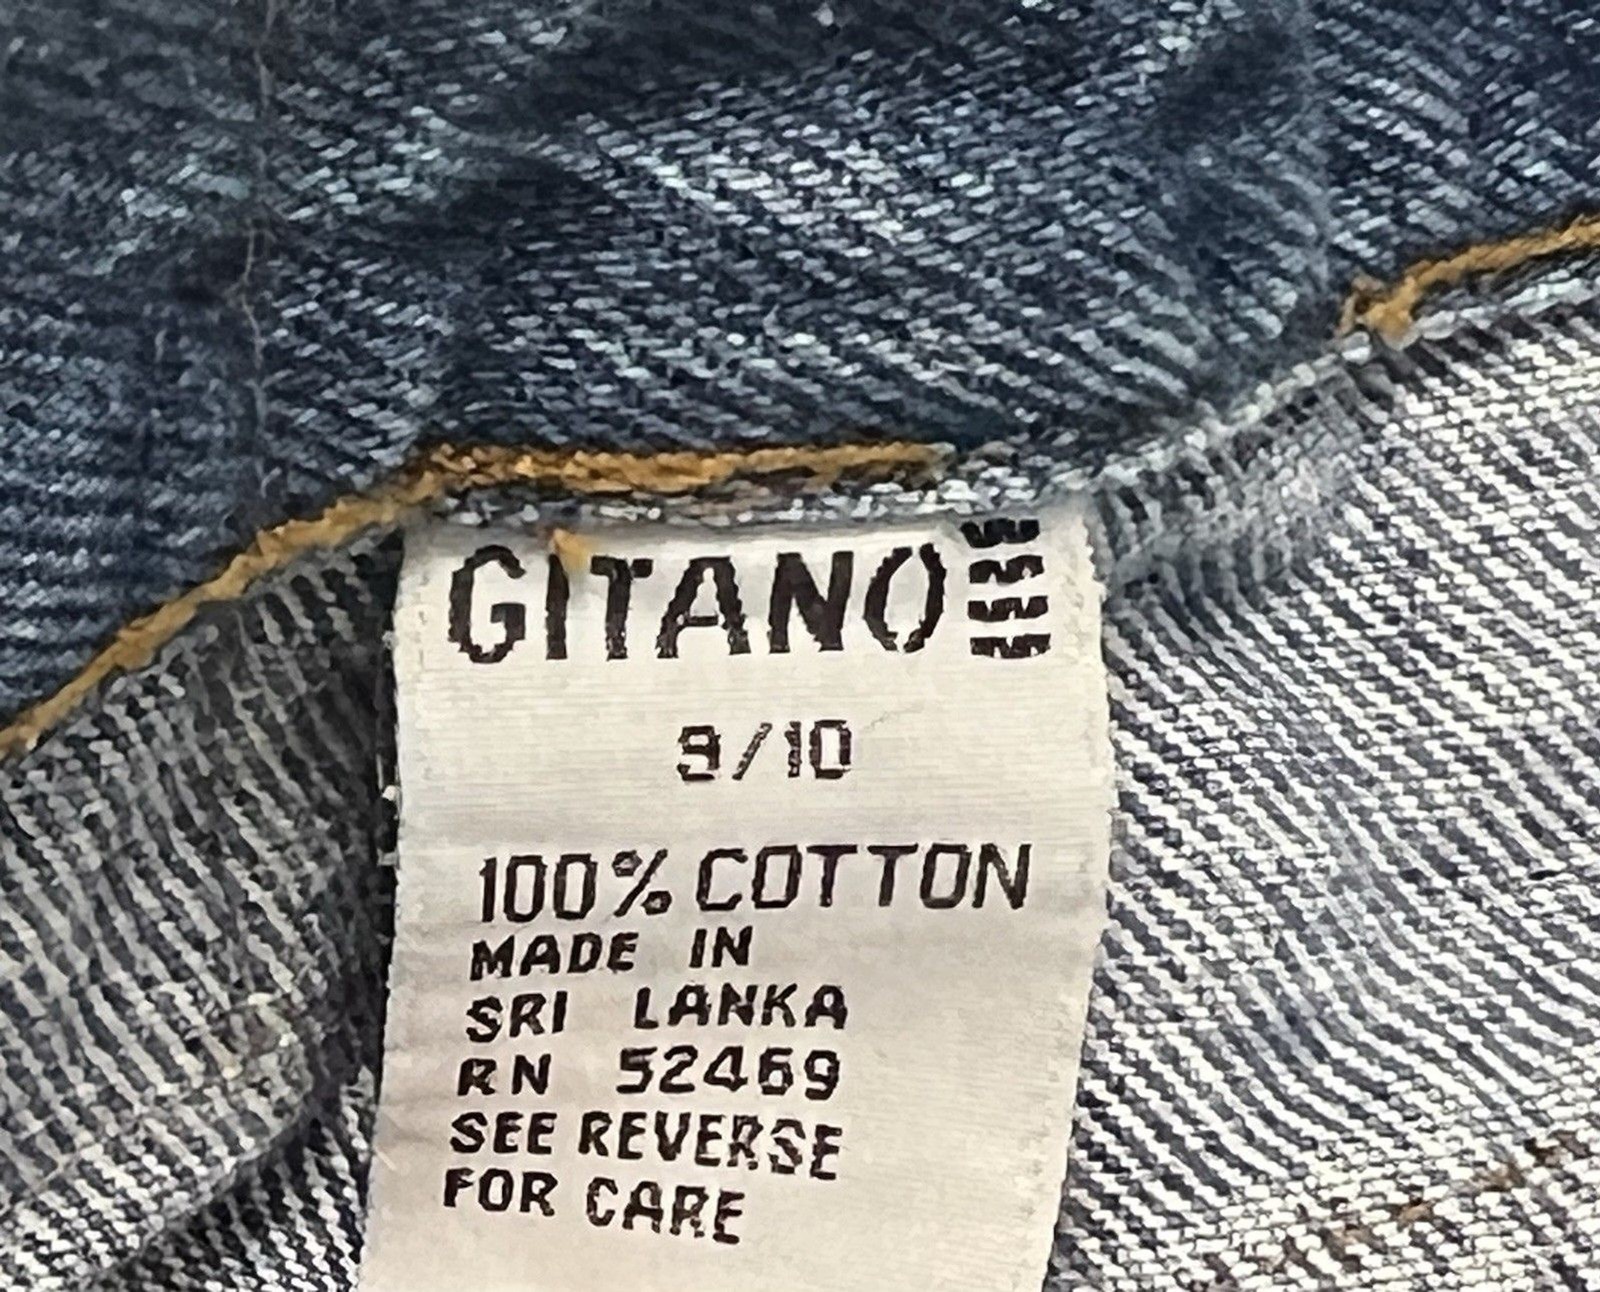 GITANO
9/10
100% COTTON
MADE IN
SRI LANKA
RN 52469
SEE REVERSE
FOR CARE